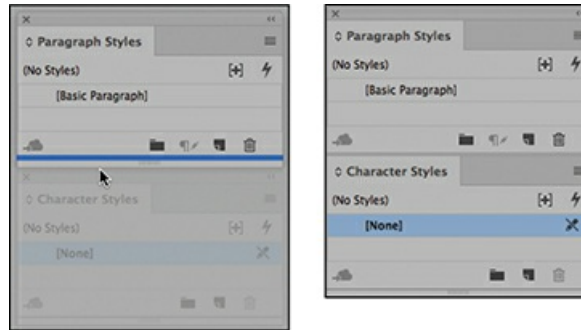 Paragraph Styles
(No Styles)
[Basic Paragraph]
Character Styles
(No Styles)
[None]
Paragraph Styles
(No Styles)
[Basic Paragraph]
Character Styles
(No Styles)
[None]